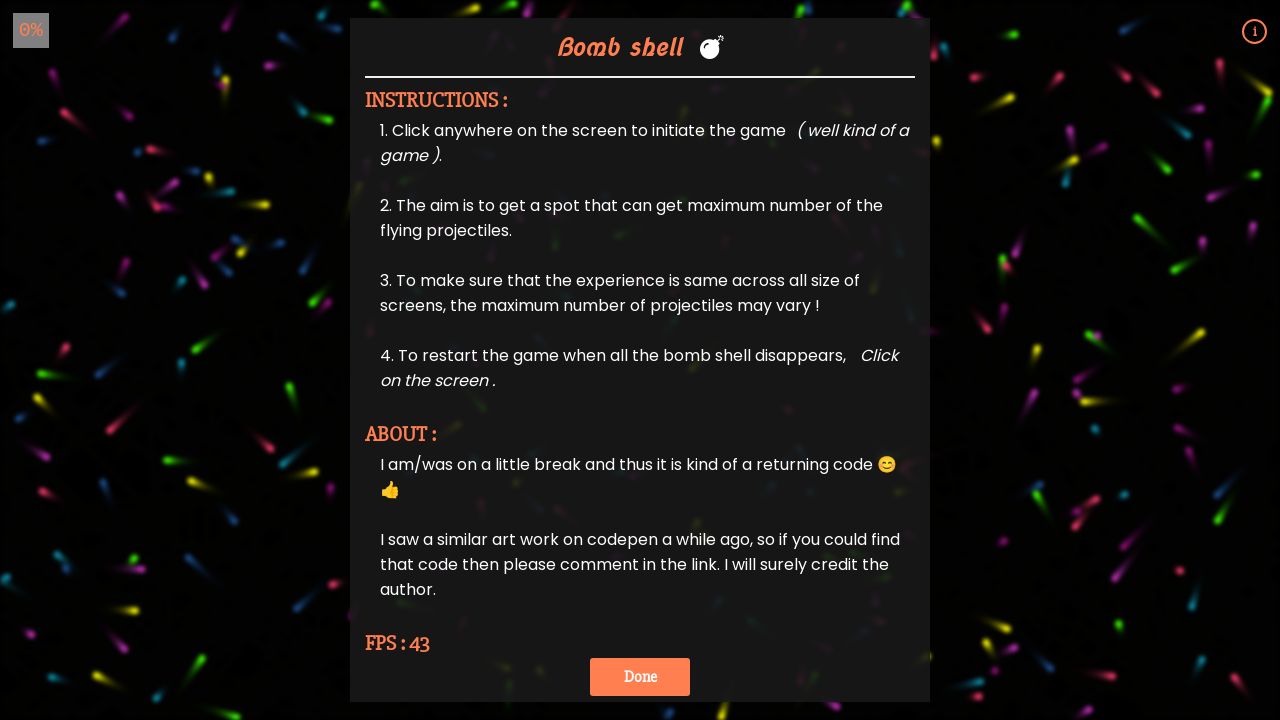 0%
i
Bomb shell 💣
INSTRUCTIONS :
1. Click anywhere on the screen to initiate the game ( well kind of a
game ).
2. The aim is to get a spot that can get maximum number of the
flying projectiles.
3. To make sure that the experience is same across all size of
screens, the maximum number of projectiles may vary !
4. To restart the game when all the bomb shell disappears, Click
on the screen .
ABOUT :
I am/was on a little break and thus it is kind of a returning code 😊
👍
I saw a similar art work on codepen a while ago, so if you could find
that code then please comment in the link. I will surely credit the
author.
FPS : 43
Done